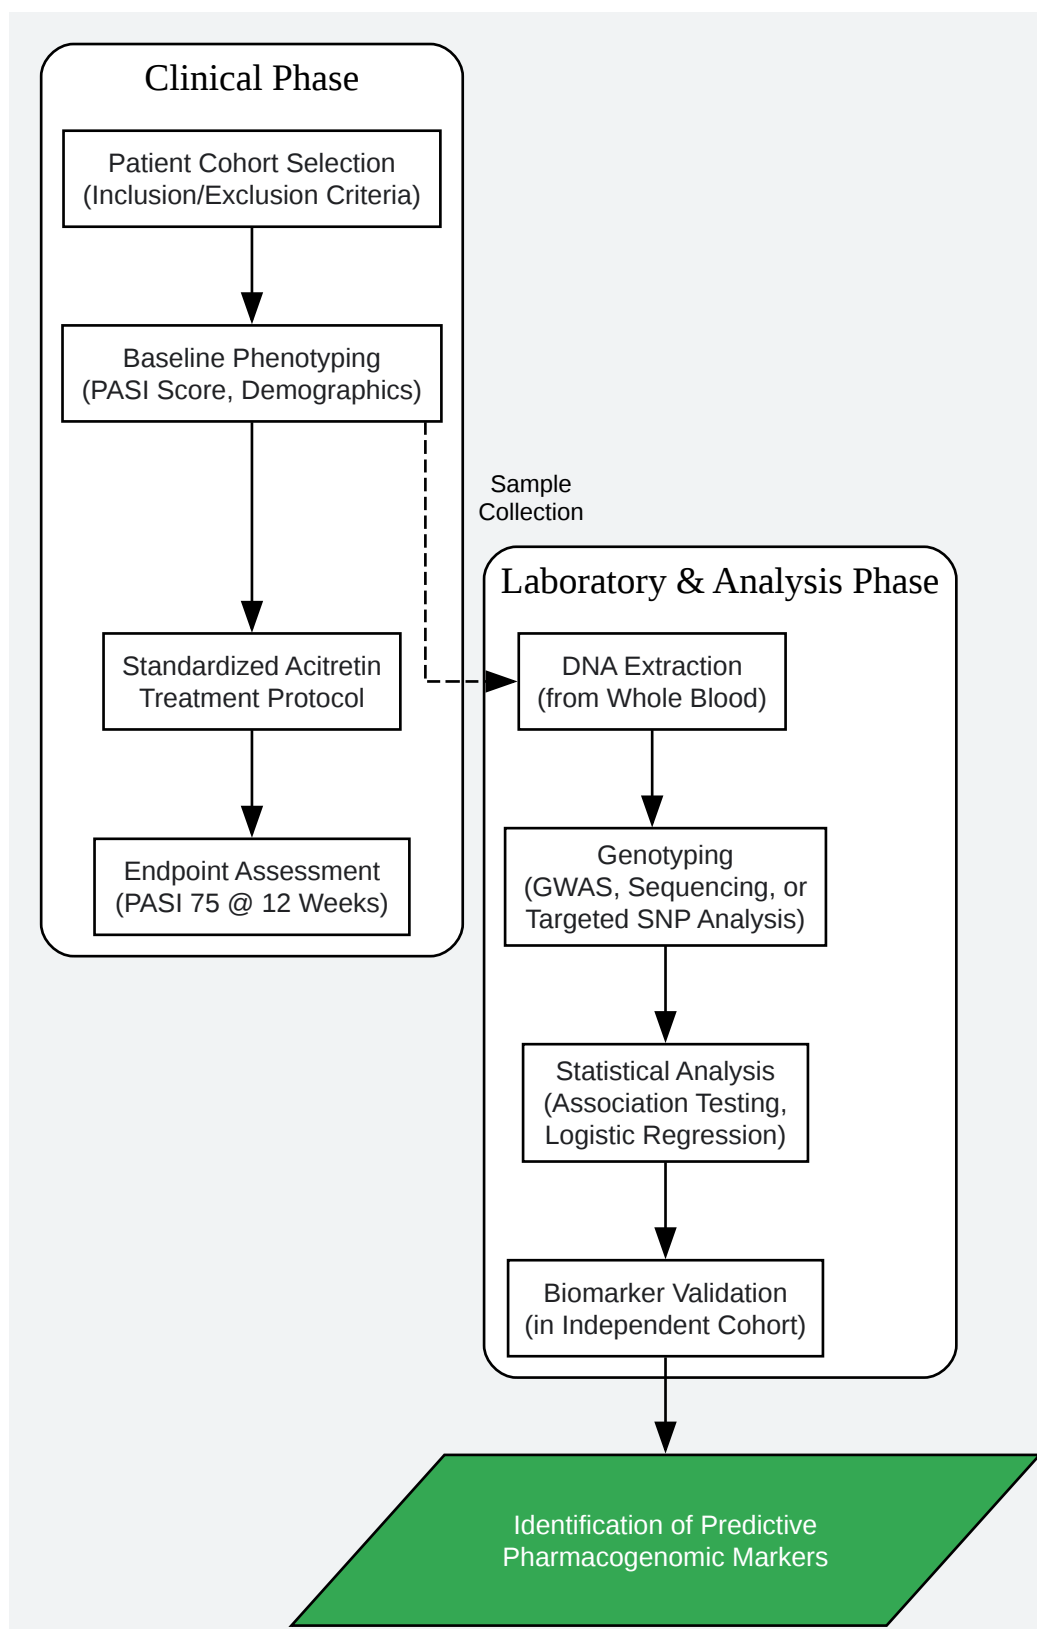 Clinical Phase
Patient Cohort Selection
(Inclusion/Exclusion Criteria)
Baseline Phenotyping
(PASI Score, Demographics)
Sample
Collection
Standardized Acitretin
Treatment Protocol
Endpoint Assessment
(PASI 75 @ 12 Weeks)
Laboratory & Analysis Phase
DNA Extraction
(from Whole Blood)
Genotyping
(GWAS, Sequencing, or
Targeted SNP Analysis)
Statistical Analysis
(Association Testing,
Logistic Regression)
Biomarker Validation
(in Independent Cohort)
Identification of Predictive
Pharmacogenomic Markers